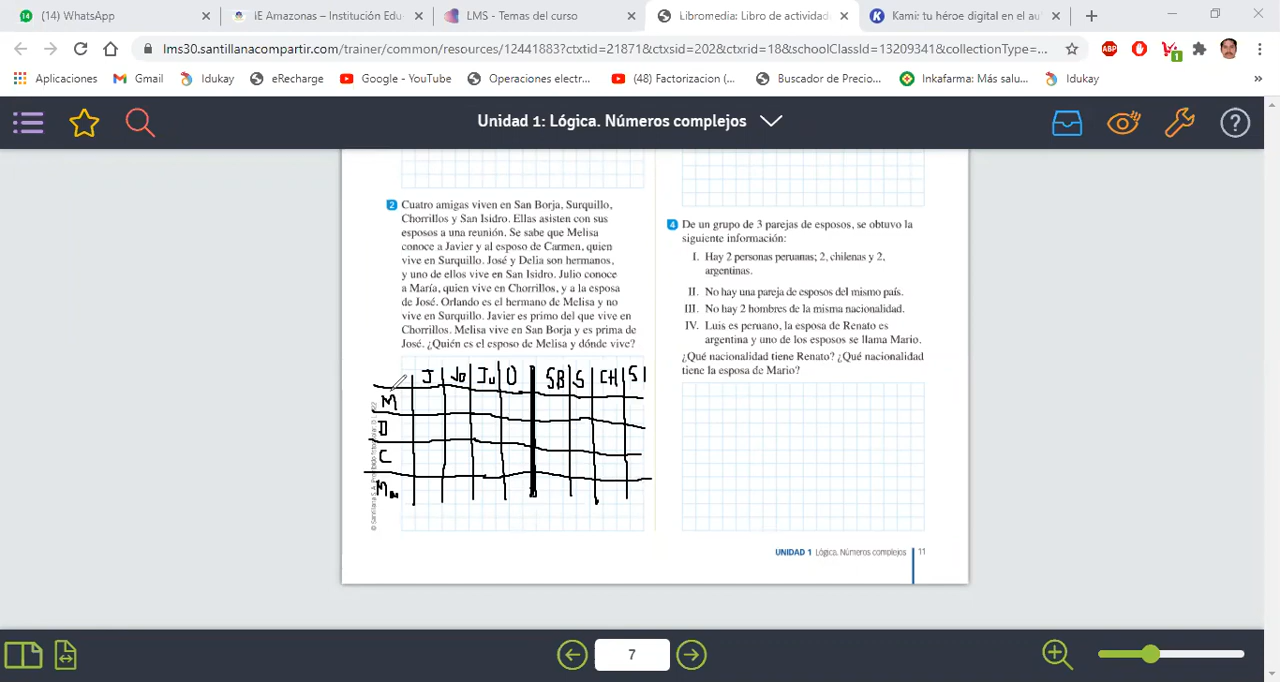 (14) WhatsApp
IE Amazonas – Institución Edu
LMS - Temas del curso
Libromedia: Libro de actividad
Kami: tu héroe digital en el au
lms30.santillanacompartir.com/trainer/common/resources/12441883?ctxtid=21871&ctxsid=202&ctxrid=18&schoolClassId=13209341&collectionType=...
ABP
1
Aplicaciones
Gmail
Idukay
eRecharge
Google - YouTube
Operaciones electr...
(48) Factorizacion (...
Buscador de Precio...
Inkafarma: Más salu...
Idukay
»
Unidad 1: Lógica. Números complejos
2 Cuatro amigas viven en San Borja, Surquillo,
Chorrillos y San Isidro. Ellas asisten con sus
esposos a una reunión. Se sabe que Melisa
conoce a Javier y al esposo de Carmen, quien
vive en Surquillo. José y Delia son hermanos,
y uno de ellos vive en San Isidro. Julio conoce
a María, quien vive en Chorrillos, y a la esposa
de José. Orlando es el hermano de Melisa y no
vive en Surquillo. Javier es primo del que vive en
Chorrillos. Melisa vive en San Borja y es prima de
José. ¿Quién es el esposo de Melisa y dónde vive?
J Jo Ju O SB S CH SI
M
D
C
Ma
4 De un grupo de 3 parejas de esposos, se obtuvo la
siguiente información:
I. Hay 2 personas peruanas; 2, chilenas y 2,
argentinas.
II. No hay una pareja de esposos del mismo país.
III. No hay 2 hombres de la misma nacionalidad.
IV. Luis es peruano, la esposa de Renato es
argentina y uno de los esposos se llama Mario.
¿Qué nacionalidad tiene Renato? ¿Qué nacionalidad
tiene la esposa de Mario?
UNIDAD 1 Lógica. Números complejos 11
7